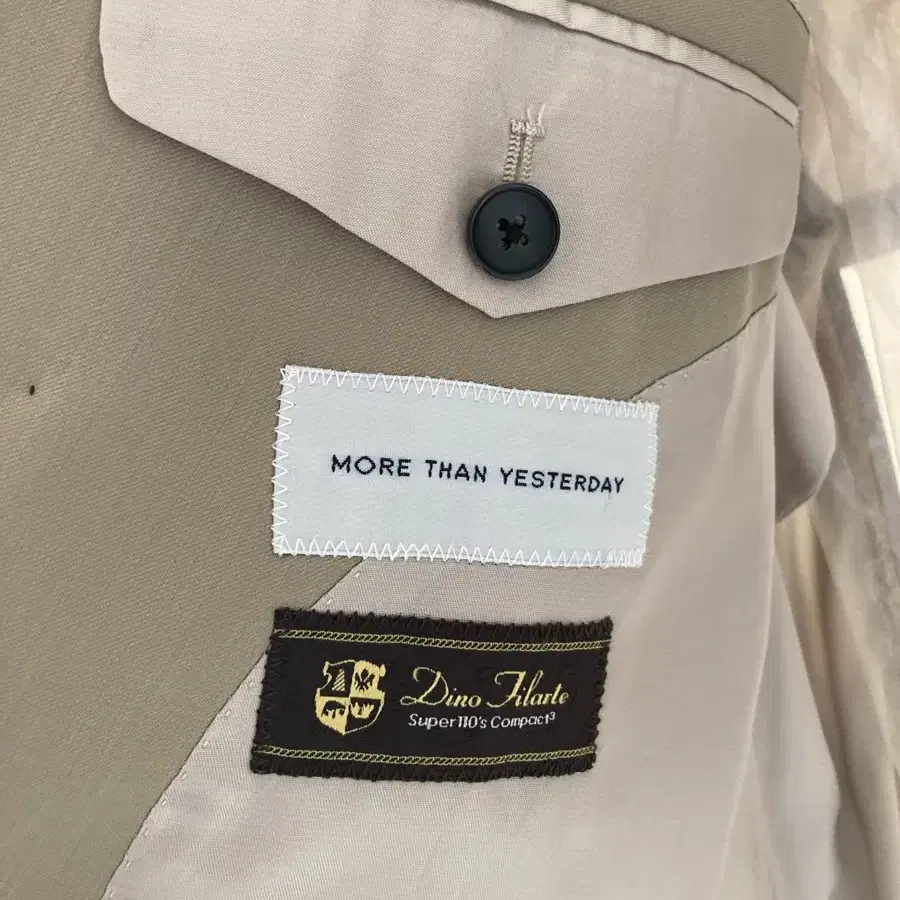 MORE THAN YESTERDAY
Dino Filarte
Super110's Compact³